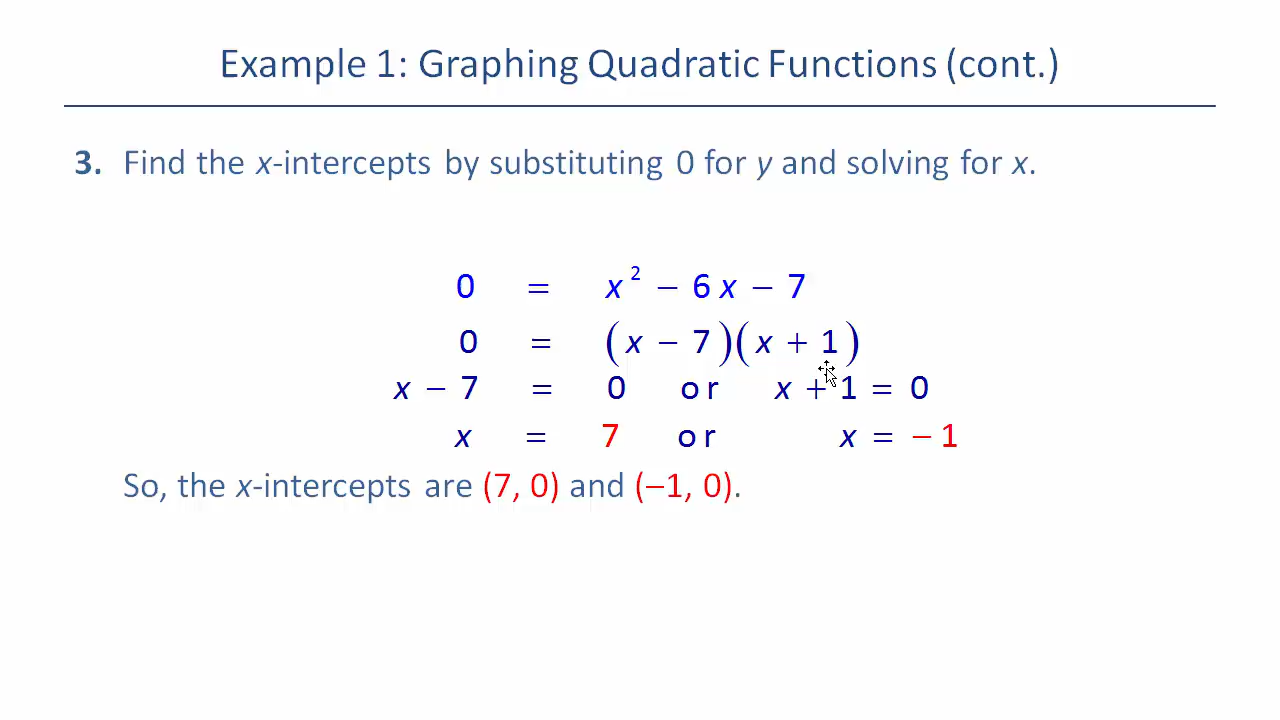 Example 1: Graphing Quadratic Functions (cont.)
3. Find the x-intercepts by substituting 0 for y and solving for x.
0 = x² − 6x − 7
0 = (x − 7)(x + 1)
x − 7 = 0 or x + 1 = 0
x = 7 or x = −1
So, the x-intercepts are (7, 0) and (−1, 0).